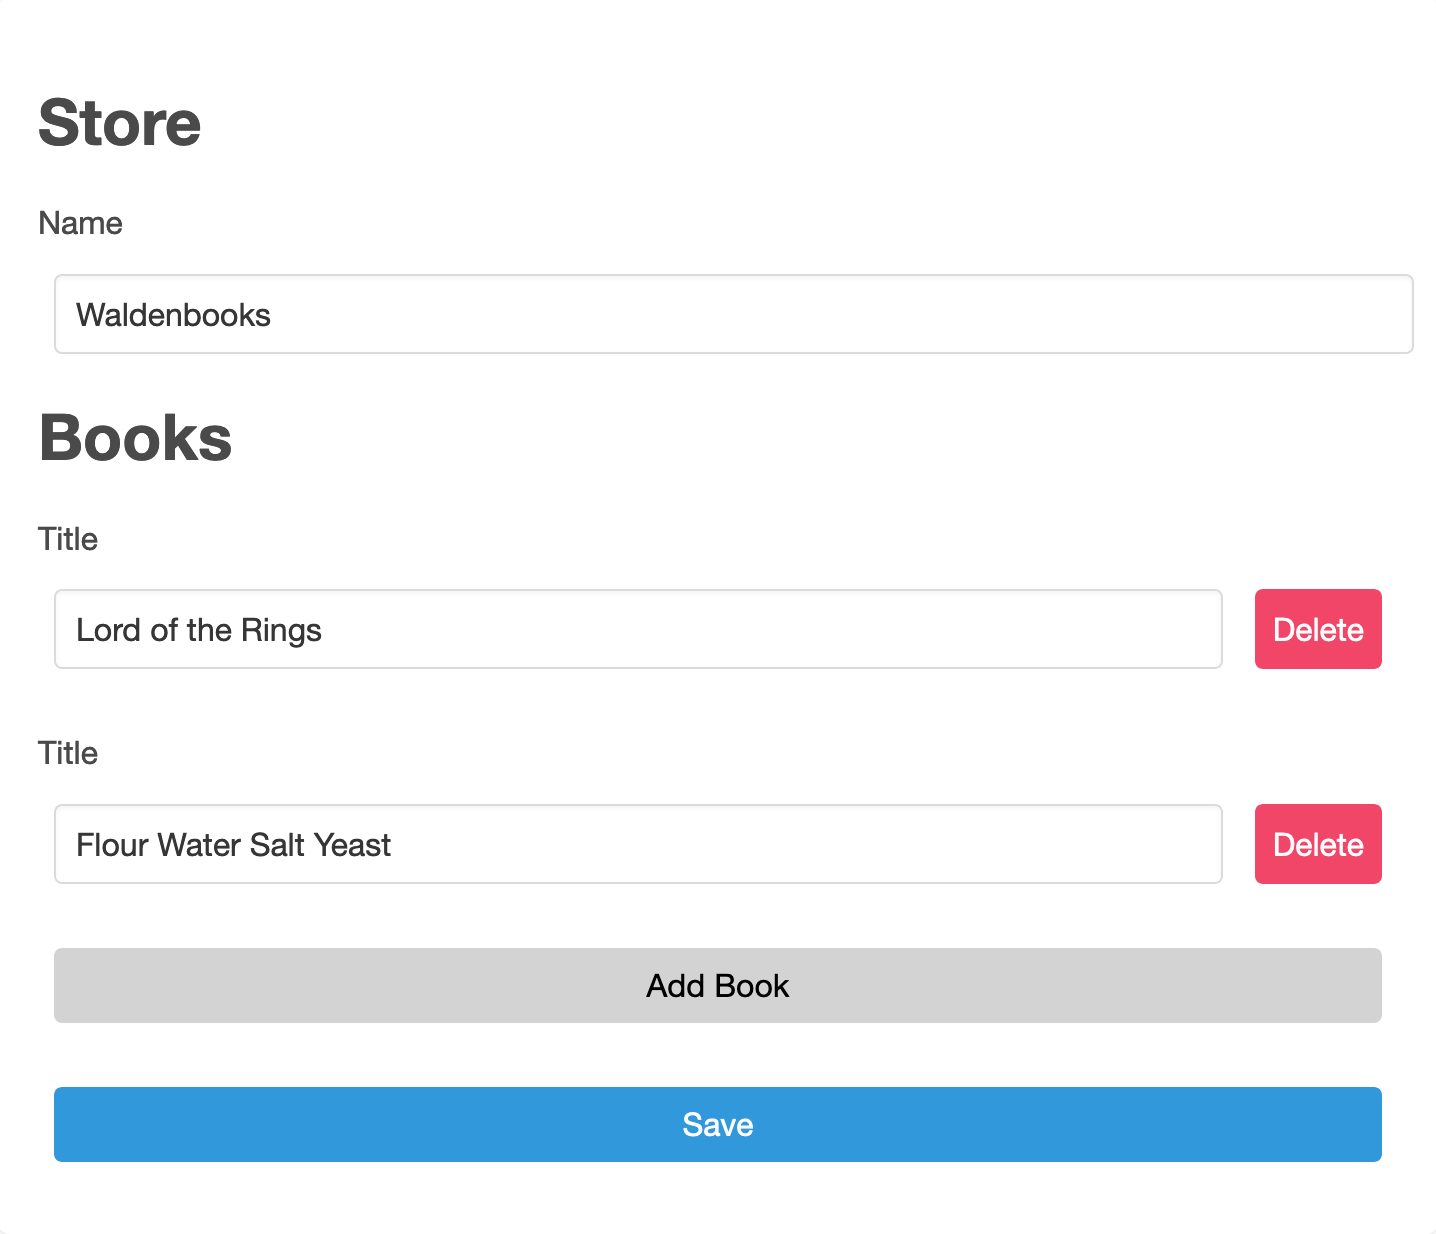 Store
Name
Waldenbooks
Books
Title
Lord of the Rings
Delete
Title
Flour Water Salt Yeast
Delete
Add Book
Save